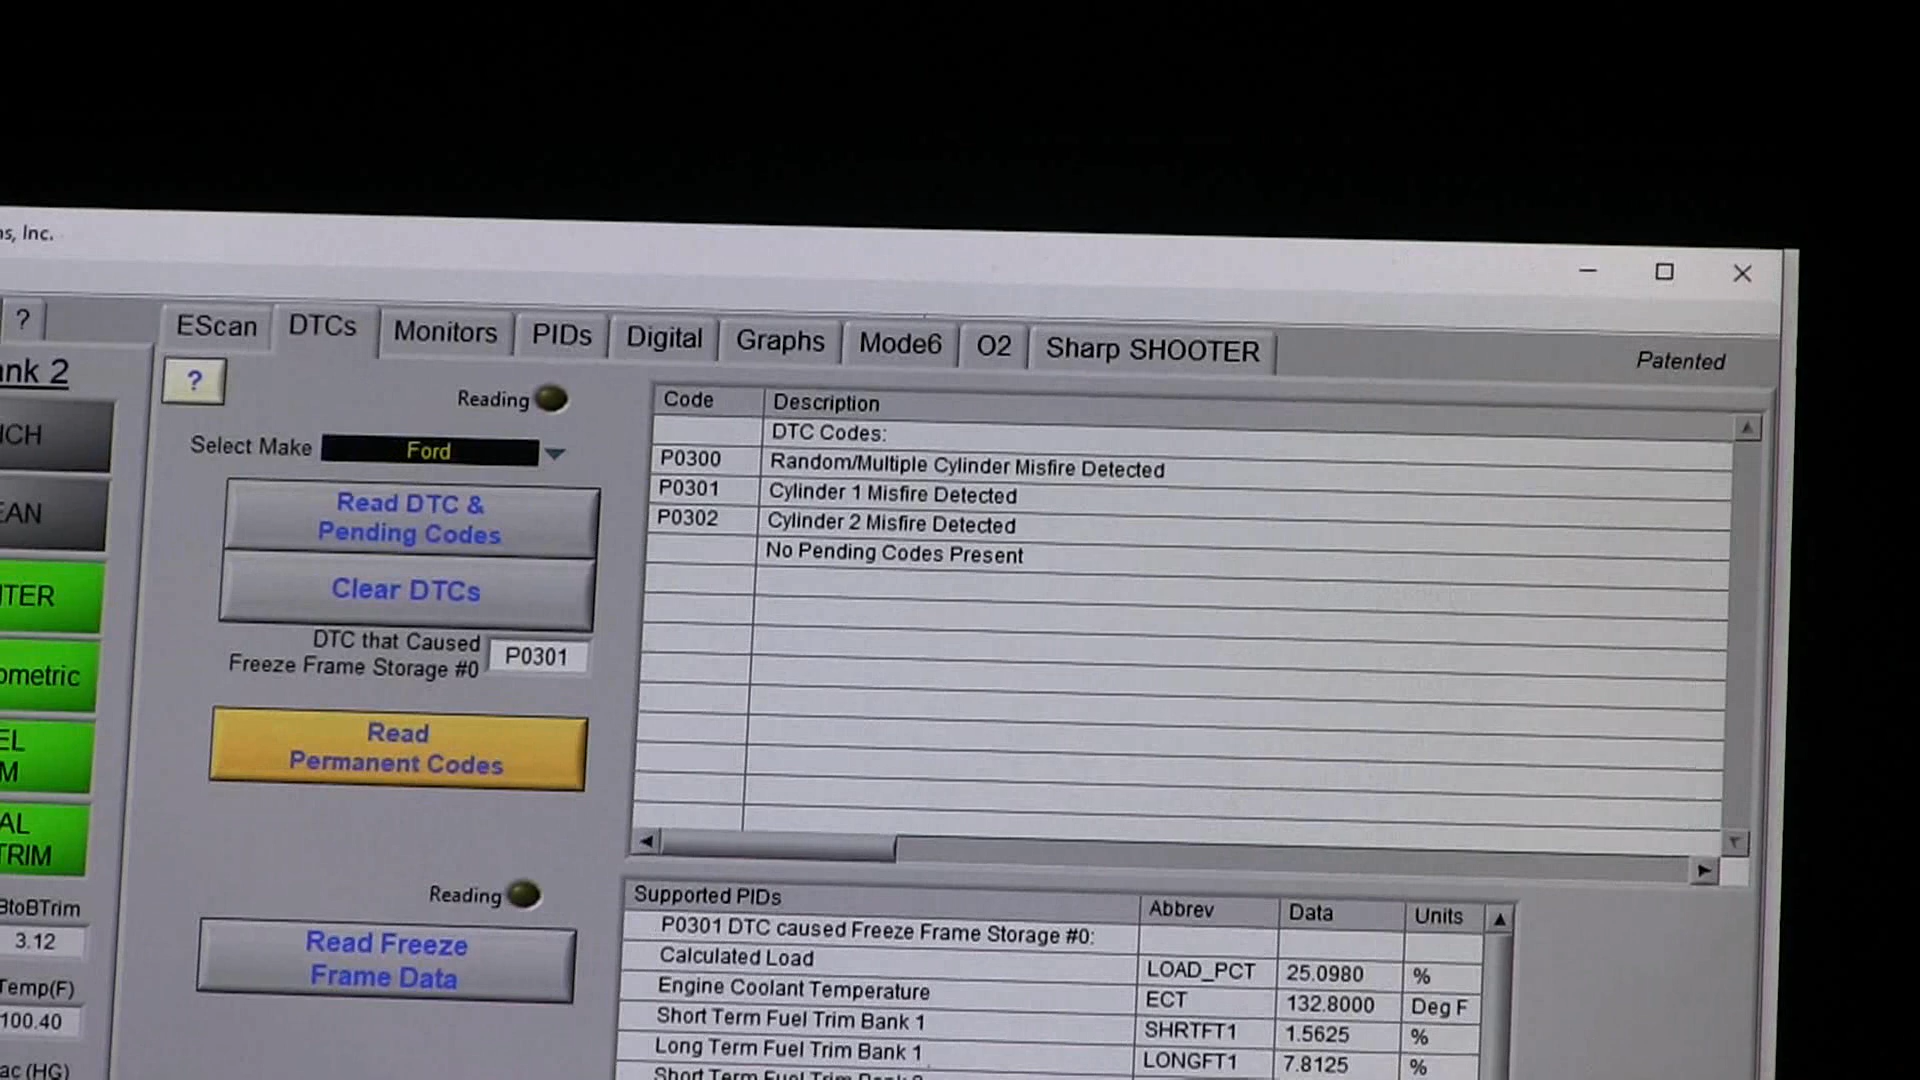 ns, Inc.
?
EScan
DTCs
Monitors
PIDs
Digital
Graphs
Mode6
O2
Sharp SHOOTER
Patented
nk 2
?
Reading
Select Make
Ford
Read DTC &
Pending Codes
Clear DTCs
DTC that Caused
Freeze Frame Storage #0
P0301
Read
Permanent Codes
Reading
Read Freeze
Frame Data
BtoBTrim
3.12
Temp(F)
100.40
ac (HG)
Code Description
DTC Codes:
P0300 Random/Multiple Cylinder Misfire Detected
P0301 Cylinder 1 Misfire Detected
P0302 Cylinder 2 Misfire Detected
No Pending Codes Present
Supported PIDs Abbrev Data Units
P0301 DTC caused Freeze Frame Storage #0:
Calculated Load LOAD_PCT 25.0980 %
Engine Coolant Temperature ECT 132.8000 Deg F
Short Term Fuel Trim Bank 1 SHRTFT1 1.5625 %
Long Term Fuel Trim Bank 1 LONGFT1 7.8125 %
Short Term Fuel Trim Bank 2